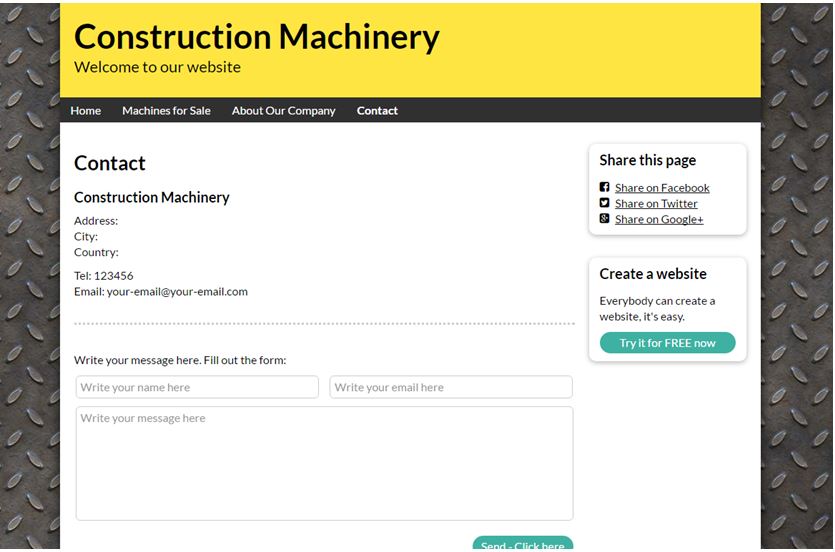 Construction Machinery
Welcome to our website
Home Machines for Sale About Our Company Contact
Contact
Construction Machinery
Address:
City:
Country:
Tel: 123456
Email: your-email@your-email.com
Write your message here. Fill out the form:
Write your name here Write your email here
Write your message here
Send - Click here
Share this page
Share on Facebook
Share on Twitter
Share on Google+
Create a website
Everybody can create a
website, it's easy.
Try it for FREE now